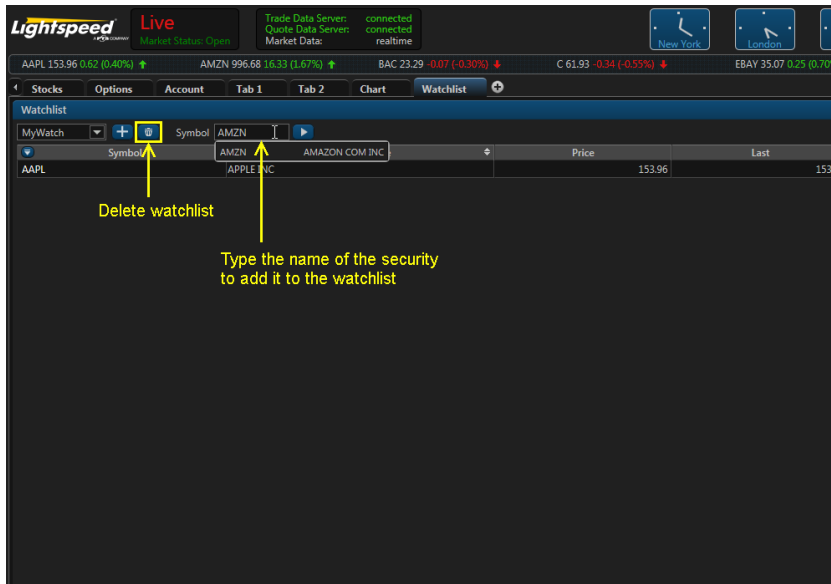 Lightspeed
A COMPANY
Live
Market Status: Open
Trade Data Server: connected
Quote Data Server: connected
Market Data: realtime
New York
London
AAPL 153.96 0.62 (0.40%) AMZN 996.68 16.33 (1.67%) BAC 23.29 -0.07 (-0.30%) C 61.93 -0.34 (-0.55%) EBAY 35.07 0.25 (0.70
Stocks Options Account Tab 1 Tab 2 Chart Watchlist
Watchlist
MyWatch Symbol AMZN
AMZN AMAZON COM INC
Symbol Price Last
AAPL APPLE INC 153.96 153
Delete watchlist
Type the name of the security
to add it to the watchlist